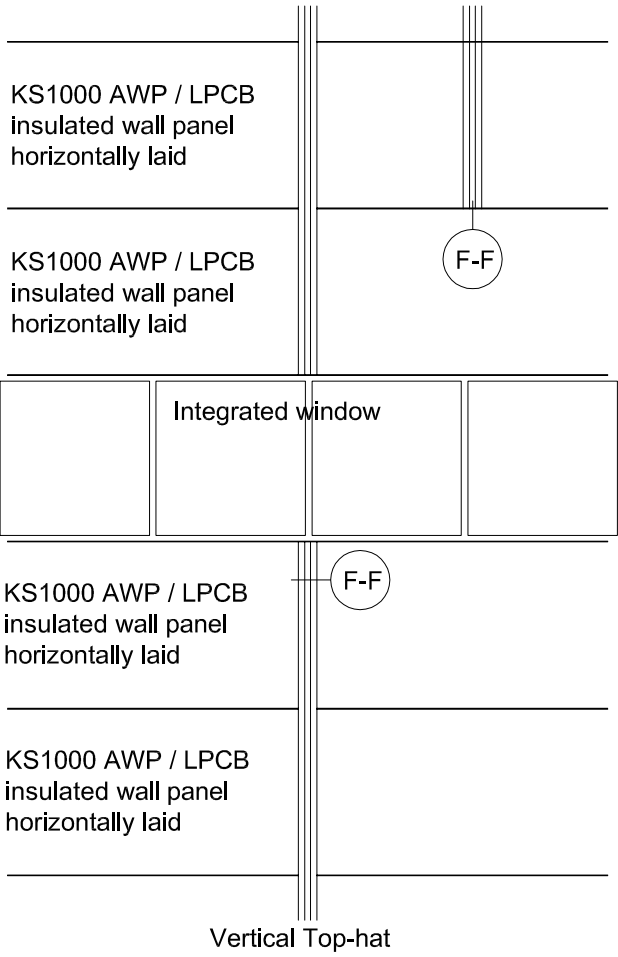 KS1000 AWP / LPCB
insulated wall panel
horizontally laid
KS1000 AWP / LPCB
insulated wall panel
horizontally laid
F-F
Integrated window
F-F
KS1000 AWP / LPCB
insulated wall panel
horizontally laid
KS1000 AWP / LPCB
insulated wall panel
horizontally laid
Vertical Top-hat